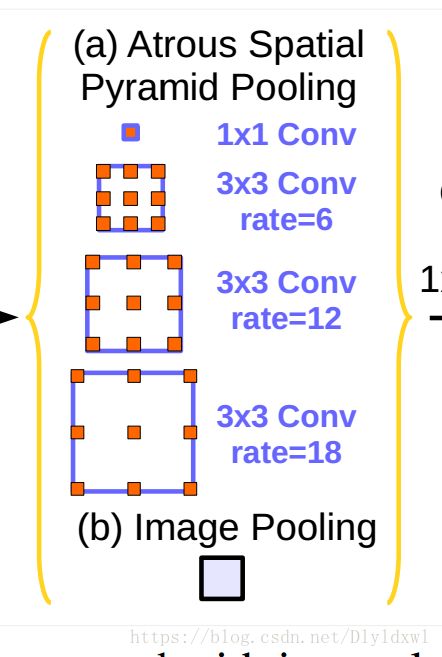 (a) Atrous Spatial
Pyramid Pooling
1x1 Conv
3x3 Conv
rate=6
3x3 Conv
rate=12
1
3x3 Conv
rate=18
(b) Image Pooling
https://blog.csdn.net/Dlyldxwl